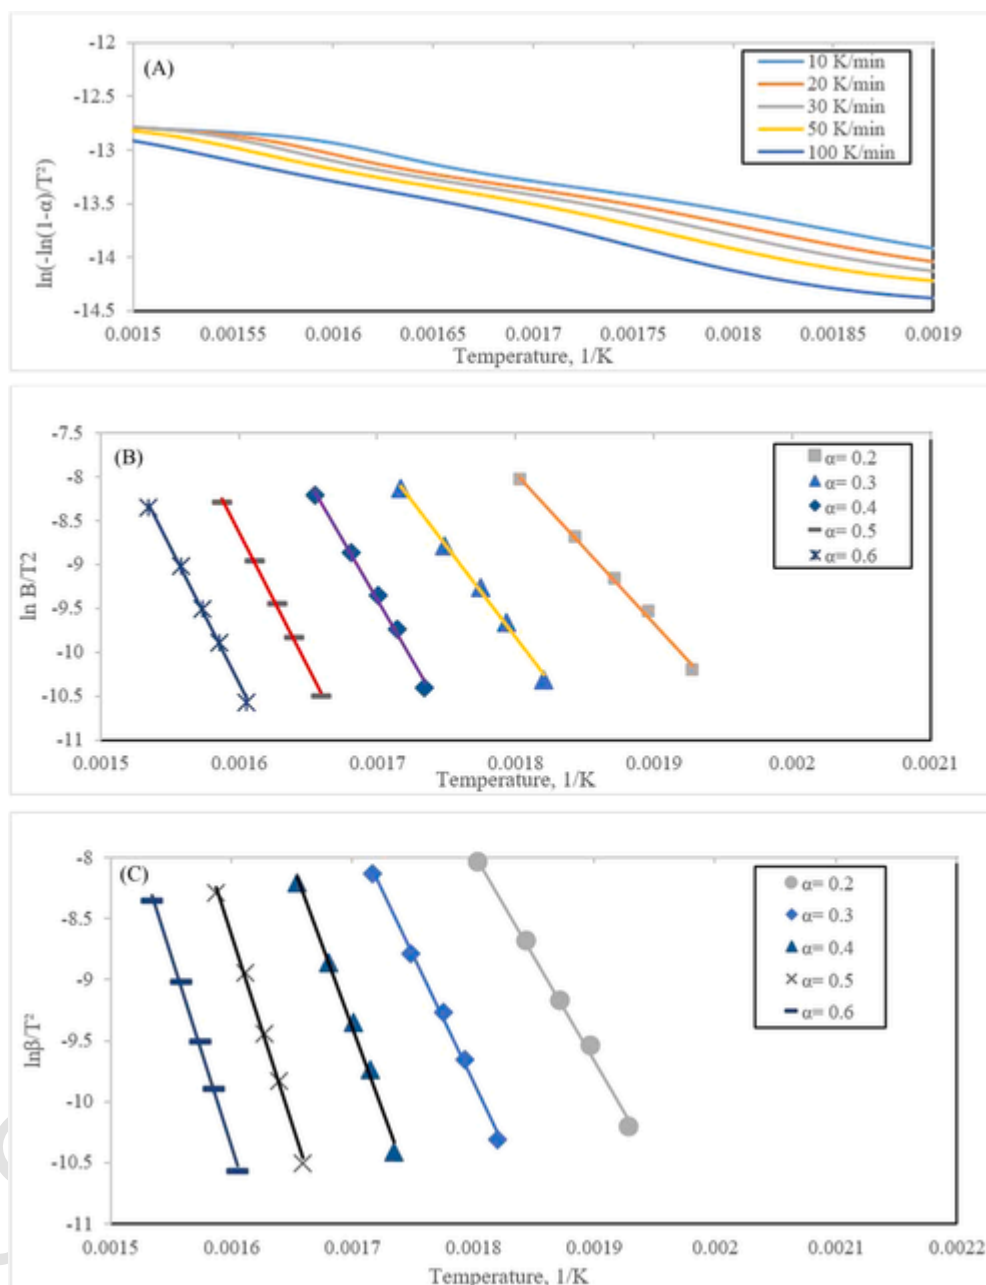 (A)
-12
-12.5
-13
-13.5
-14
-14.5
ln(-ln(1-α)/T²)
10 K/min
20 K/min
30 K/min
50 K/min
100 K/min
0.0015 0.00155 0.0016 0.00165 0.0017 0.00175 0.0018 0.00185 0.0019
Temperature, 1/K
(B)
-7.5
-8
-8.5
-9
-9.5
-10
-10.5
-11
ln B/T2
α= 0.2
α= 0.3
α= 0.4
α= 0.5
α= 0.6
0.0015 0.0016 0.0017 0.0018 0.0019 0.002 0.0021
Temperature, 1/K
(C)
-8
-8.5
-9
-9.5
-10
-10.5
-11
lnβ/T²
α= 0.2
α= 0.3
α= 0.4
α= 0.5
α= 0.6
0.0015 0.0016 0.0017 0.0018 0.0019 0.002 0.0021 0.0022
Temperature, 1/K